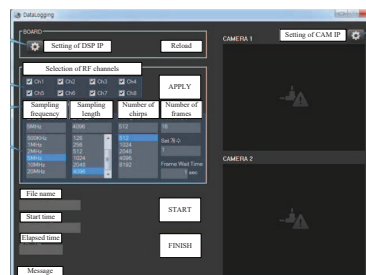 DataLogging
BOARD
Setting of DSP IP
Reload
CAMERA 1
Setting of CAM IP
Selection of RF channels
Ch1 Ch2 Ch3 Ch4
Ch5 Ch6 Ch7 Ch8
APPLY
Sampling frequency
Sampling length
Number of chirps
Number of frames
5MHz 4096 512 16
500KHz 128 512
1MHz 256 1024
2MHz 512 2048
5MHz 1024 4096
10MHz 2048 8192
20MHz 4096
Frame Wait Time
1 sec
CAMERA 2
File name
START
Start time
Elapsed time
FINISH
Message